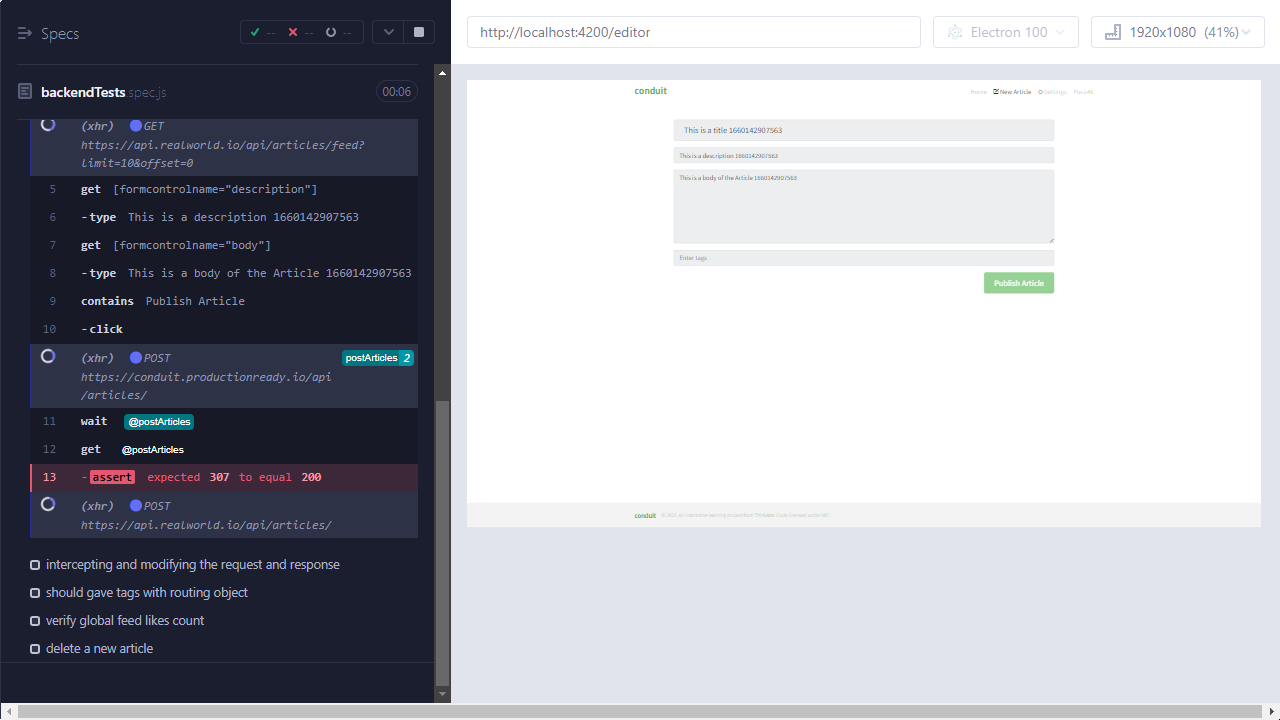 Specs
-- -- --
backendTests.spec.js
00:06
(xhr) GET
https://api.realworld.io/api/articles/feed?
limit=10&offset=0
5 get [formcontrolname="description"]
6 -type This is a description 1660142907563
7 get [formcontrolname="body"]
8 -type This is a body of the Article 1660142907563
9 contains Publish Article
10 -click
(xhr) POST postArticles 2
https://conduit.productionready.io/api
/articles/
11 wait @postArticles
12 get @postArticles
13 -assert expected 307 to equal 200
(xhr) POST
https://api.realworld.io/api/articles/
intercepting and modifying the request and response
should gave tags with routing object
verify global feed likes count
delete a new article
http://localhost:4200/editor
Electron 100
1920x1080 (41%)
conduit
Home New Article Settings
This is a title 1660142907563
This is a description 1660142907563
This is a body of the Article 1660142907563
Enter tags
Publish Article
conduit